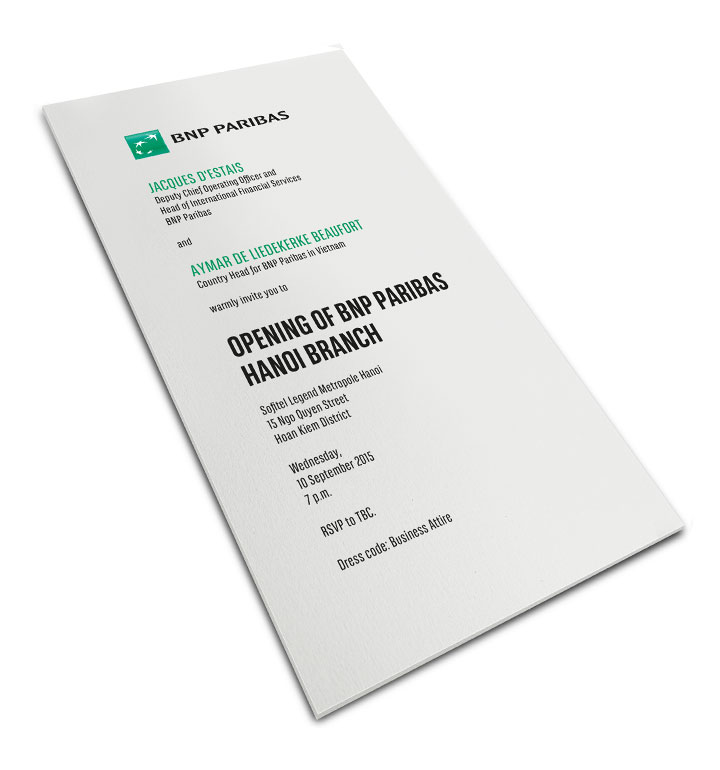 BNP PARIBAS
JACQUES D'ESTAIS
Deputy Chief Operating Officer and
Head of International Financial Services
BNP Paribas
and
AYMAR DE LIEDEKERKE BEAUFORT
Country Head for BNP Paribas in Vietnam
warmly invite you to
OPENING OF BNP PARIBAS
HANOI BRANCH
Sofitel Legend Metropole Hanoi
15 Ngo Quyen Street
Hoan Kiem District
Wednesday,
10 September 2015
7 p.m.
RSVP to TBC.
Dress code: Business Attire